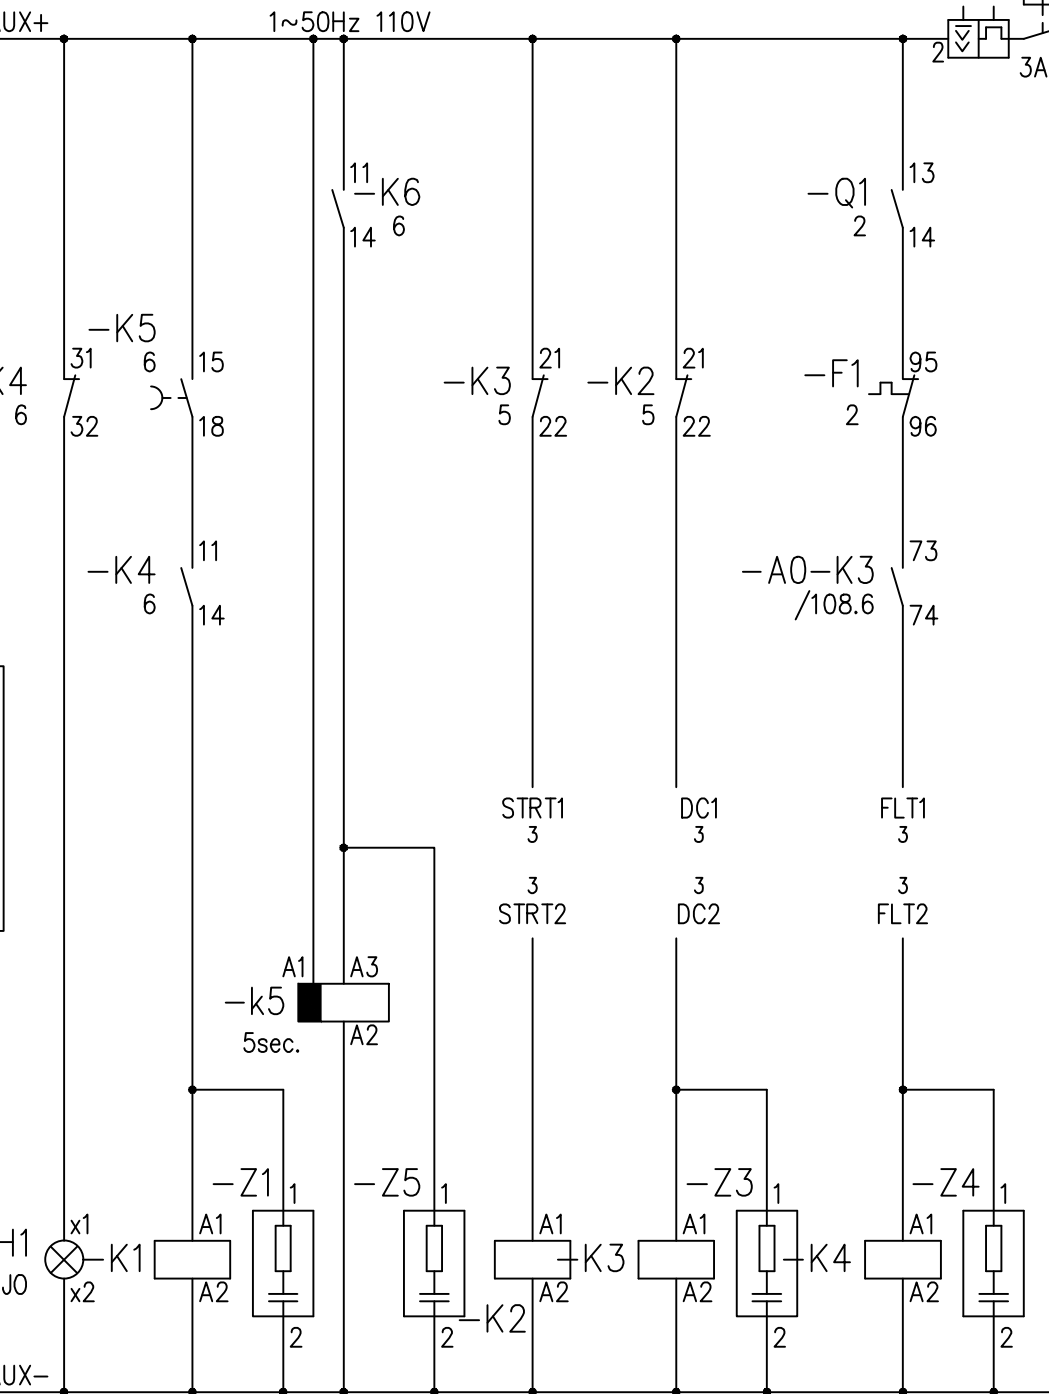 UX+
1~50Hz 110V
2
3A
11
-K6
6
14
13
-Q1
2
14
-K5
6
15
18
31
K4
6
32
21
-K3
5
22
21
-K2
5
22
95
-F1
2
96
11
-K4
6
14
73
-A0-K3
/108.6
74
STRT1
3
DC1
3
FLT1
3
3
STRT2
3
DC2
3
FLT2
A1
A3
-k5
A2
5sec.
-Z1
1
-Z5
1
-Z3
1
-Z4
1
x1
H1
JO
x2
-K1
A1
A2
2
-K2
2
A1
A2
-K3
A1
A2
2
-K4
A1
A2
2
UX-